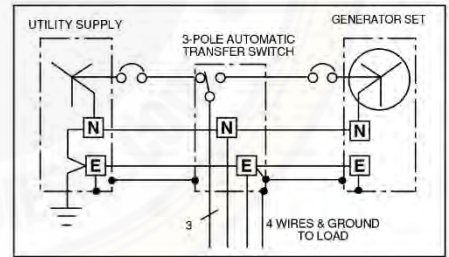 UTILITY SUPPLY
3-POLE AUTOMATIC
TRANSFER SWITCH
GENERATOR SET
N
N
N
E
E
E
3
4 WIRES & GROUND
TO LOAD